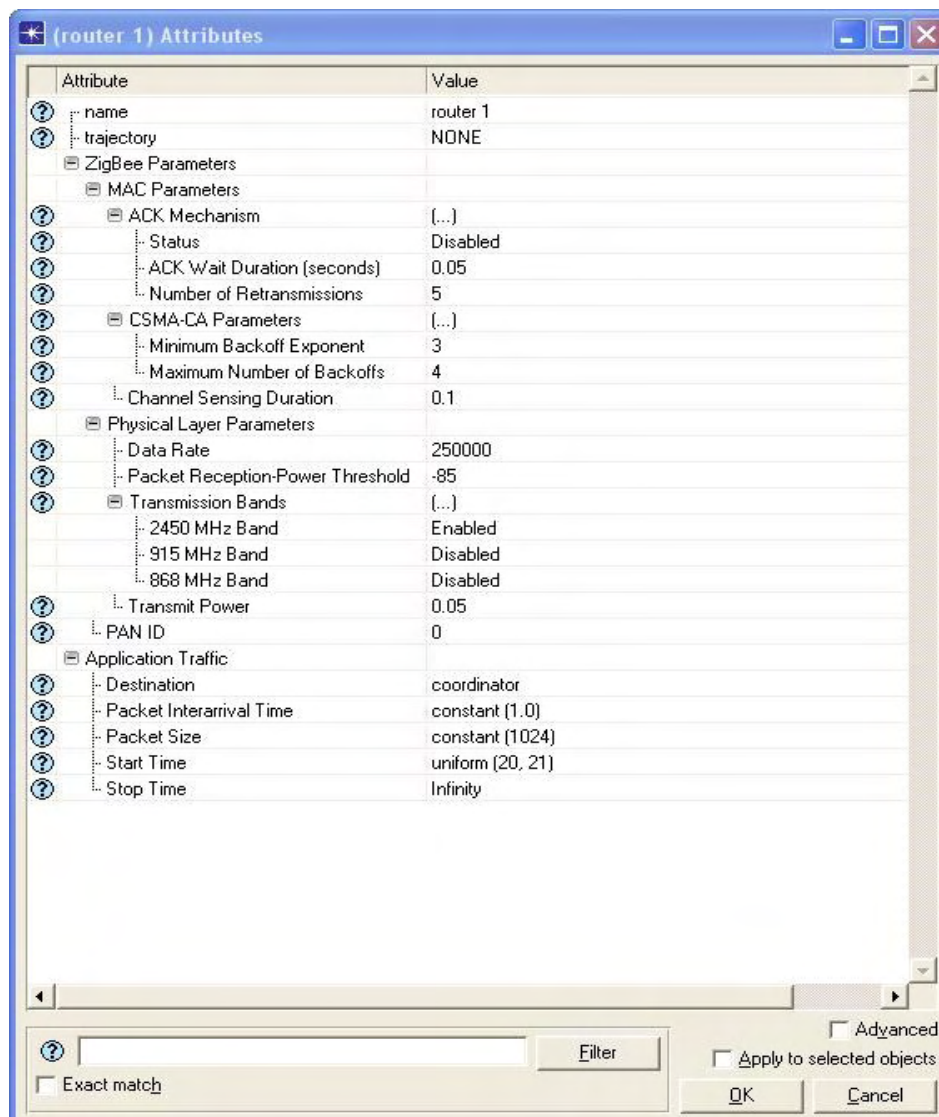 (router 1) Attributes
Attribute Value
name router 1
trajectory NONE
ZigBee Parameters
MAC Parameters
ACK Mechanism (...)
Status Disabled
ACK Wait Duration (seconds) 0.05
Number of Retransmissions 5
CSMA-CA Parameters (...)
Minimum Backoff Exponent 3
Maximum Number of Backoffs 4
Channel Sensing Duration 0.1
Physical Layer Parameters
Data Rate 250000
Packet Reception-Power Threshold -85
Transmission Bands (...)
2450 MHz Band Enabled
915 MHz Band Disabled
868 MHz Band Disabled
Transmit Power 0.05
PAN ID 0
Application Traffic
Destination coordinator
Packet Interarrival Time constant (1.0)
Packet Size constant (1024)
Start Time uniform (20, 21)
Stop Time Infinity
Advanced
Filter
Apply to selected objects
Exact match
OK Cancel